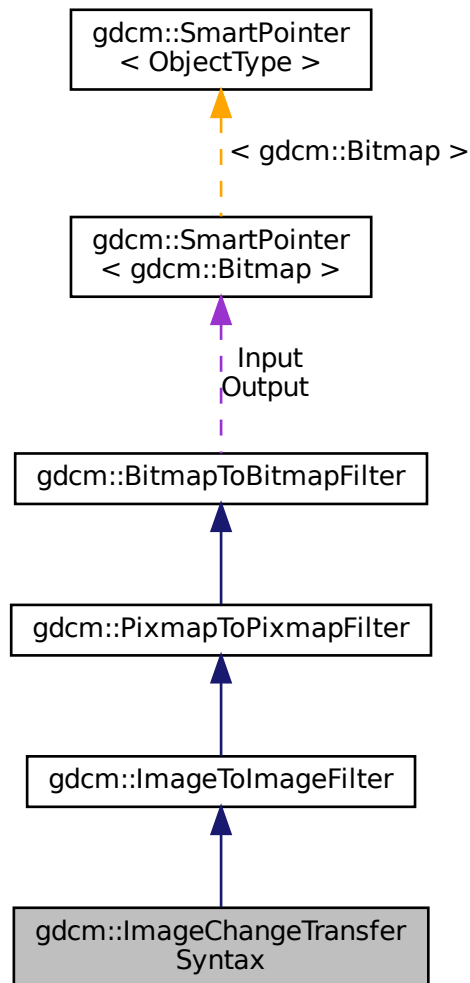 gdcm::SmartPointer
< ObjectType >
< gdcm::Bitmap >
gdcm::SmartPointer
< gdcm::Bitmap >
Input
Output
gdcm::BitmapToBitmapFilter
gdcm::PixmapToPixmapFilter
gdcm::ImageToImageFilter
gdcm::ImageChangeTransfer
Syntax